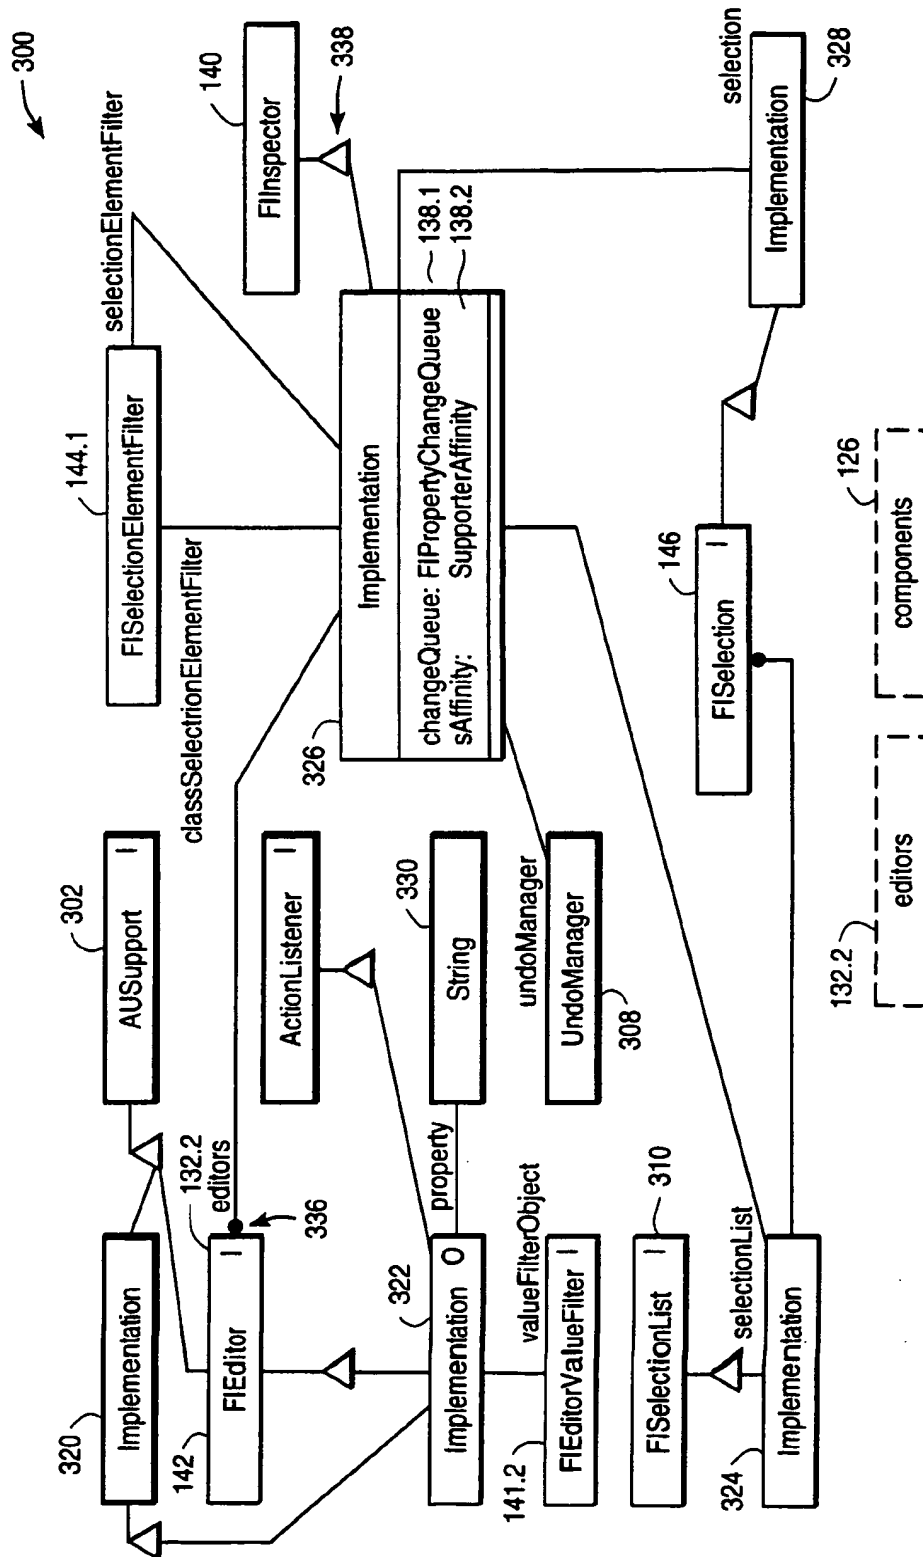 300
320
Implementation
302
AUSupport
I
144.1
FISelectionElementFilter
selectionElementFilter
140
FIInspector
338
142
FIEditor
I
132.2
editors
336
classSelectrionElementFilter
ActionListener
I
326
Implementation
changeQueue: FIPropertyChangeQueue
sAffinity: SupporterAffinity
138.1
138.2
322
Implementation
O
property
330
String
141.2
FIEditorValueFilter
I
valueFilterObject
undoManager
UndoManager
308
310
FISelectionList
I
selectionList
324
Implementation
146
FISelection
I
selection
Implementation
328
132.2
editors
I
126
components
I